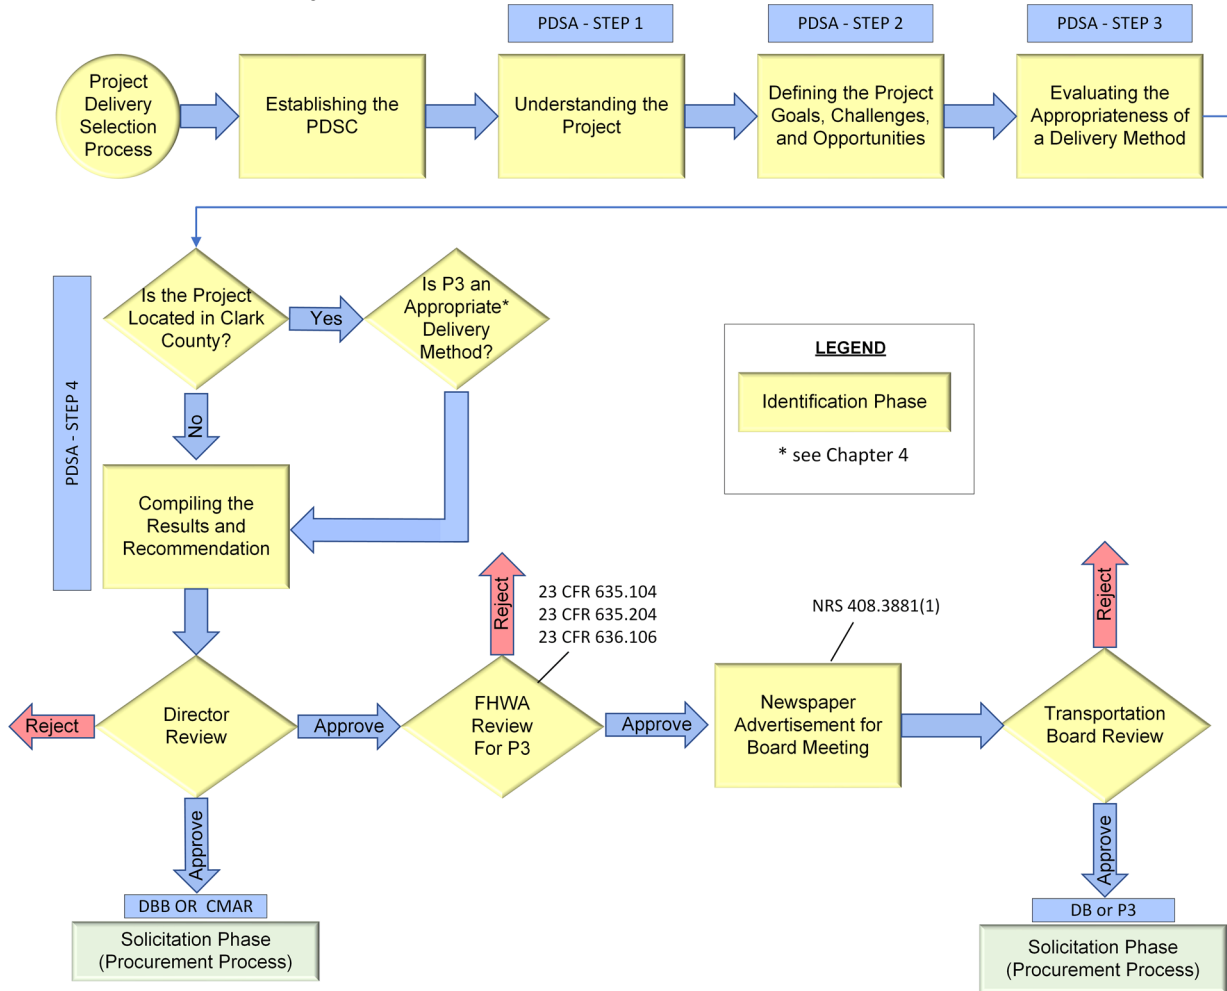 PDSA - STEP 1
PDSA - STEP 2
PDSA - STEP 3
Project
Delivery
Selection
Process
Establishing the
PDSC
Understanding the
Project
Defining the Project
Goals, Challenges,
and Opportunities
Evaluating the
Appropriateness of
a Delivery Method
PDSA - STEP 4
Is the Project
Located in Clark
County?
Yes
Is P3 an
Appropriate*
Delivery
Method?
No
LEGEND
Identification Phase
* see Chapter 4
Compiling the
Results and
Recommendation
Reject
23 CFR 635.104
23 CFR 635.204
23 CFR 636.106
NRS 408.3881(1)
Reject
Reject
Director
Review
Approve
FHWA
Review
For P3
Approve
Newspaper
Advertisement for
Board Meeting
Transportation
Board Review
Approve
Approve
DBB OR CMAR
Solicitation Phase
(Procurement Process)
DB or P3
Solicitation Phase
(Procurement Process)